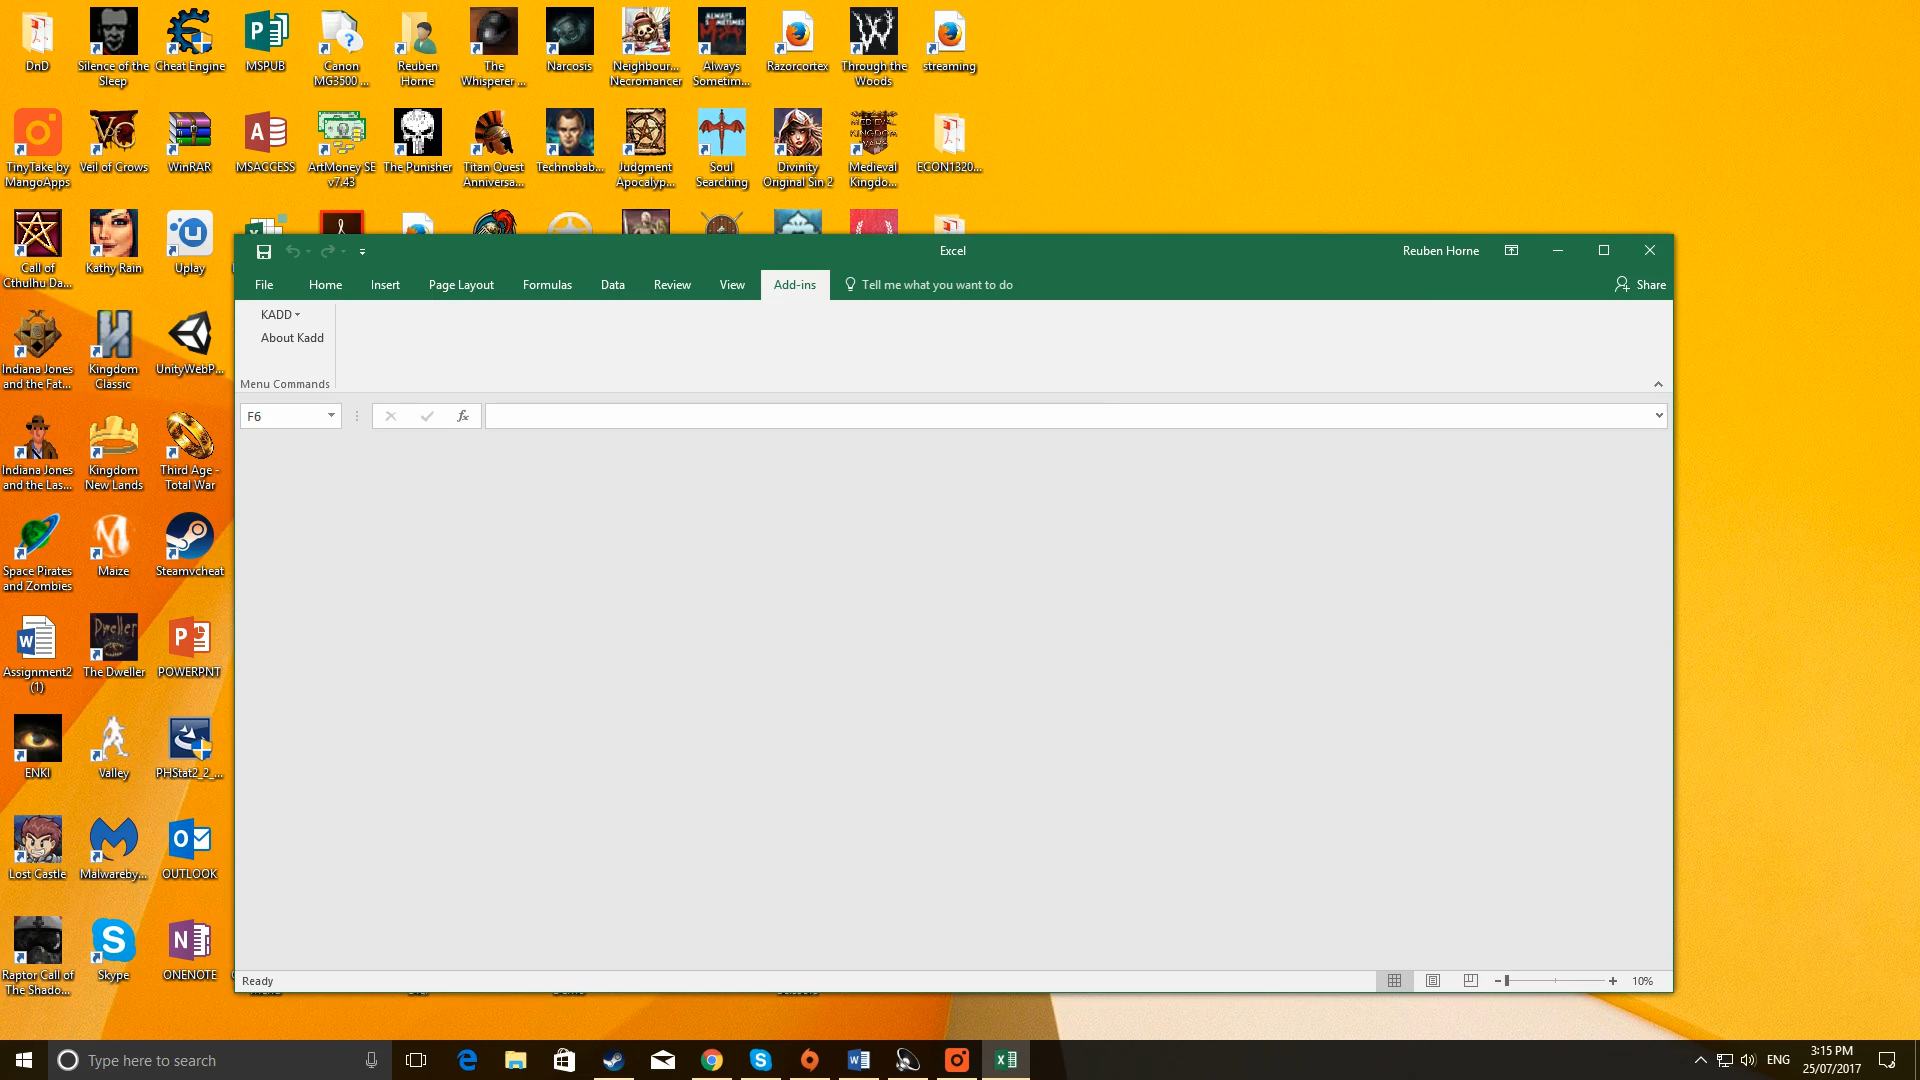 DnD
Silence of the Sleep
Cheat Engine
MSPUB
Canon MG3500 ...
Reuben Horne
The Whisperer ...
Narcosis
Neighbour... Necromancer
Always Sometim...
Razorcortex
Through the Woods
streaming
TinyTake by MangoApps
Veil of Crows
WinRAR
MSACCESS
ArtMoney SE v7.43
The Punisher
Titan Quest Anniversa...
Technobab...
Judgment Apocalyp...
Soul Searching
Divinity Original Sin 2
Medieval Kingdo...
ECON1320...
Call of Cthulhu Da...
Kathy Rain
Uplay
Indiana Jones and the Fat...
Kingdom Classic
UnityWebP...
Indiana Jones and the Las...
Kingdom New Lands
Third Age - Total War
Space Pirates and Zombies
Maize
Steamvcheat
Assignment2 (1)
The Dweller
POWERPNT
ENKI
Valley
PHStat2_2_...
Lost Castle
Malwareby...
OUTLOOK
Raptor Call of The Shado...
Skype
ONENOTE
Excel
Reuben Horne
File Home Insert Page Layout Formulas Data Review View Add-ins Tell me what you want to do Share
KADD
About Kadd
Menu Commands
F6
fx
Ready
10%
Type here to search
ENG
3:15 PM
25/07/2017